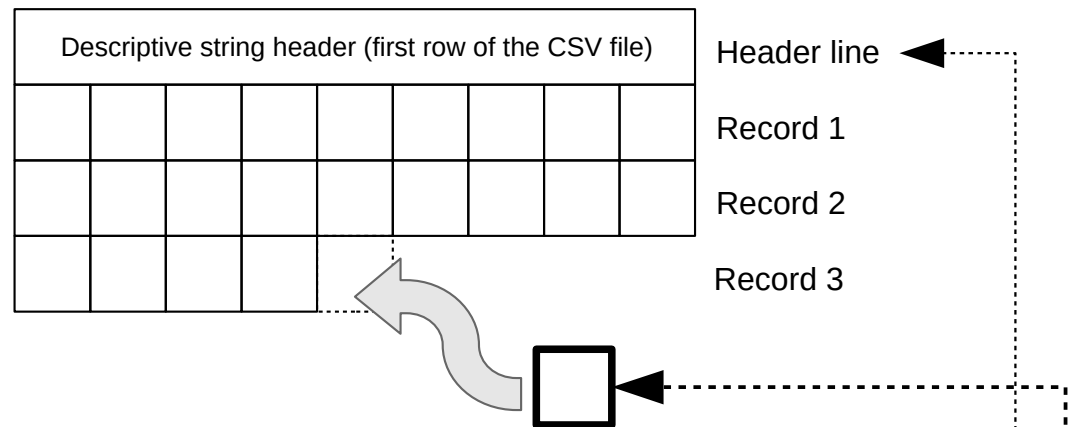 Descriptive string header (first row of the CSV file)
Header line
Record 1
Record 2
Record 3